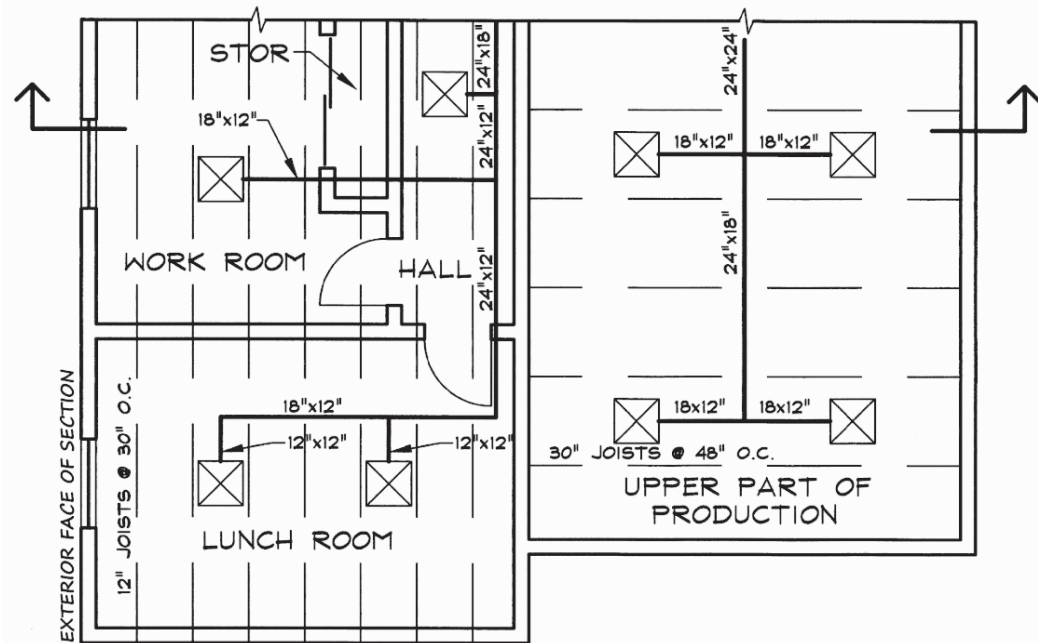 STOR
24"x18"
24"x24"
18"x12"
24"x12"
18"x12" 18"x12"
WORK ROOM
HALL
24"x12"
24"x18"
EXTERIOR FACE OF SECTION
12" JOISTS @ 30" O.C.
18"x12"
12"x12" 12"x12"
LUNCH ROOM
18x12" 18x12"
30" JOISTS @ 48" O.C.
UPPER PART OF
PRODUCTION